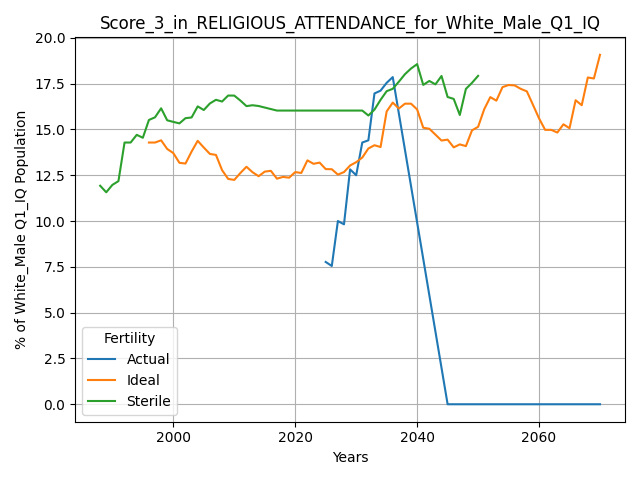 Score_3_in_RELIGIOUS_ATTENDANCE_for_White_Male_Q1_IQ
% of White_Male Q1_IQ Population
20.0
17.5
15.0
12.5
10.0
7.5
5.0
2.5
0.0
Fertility
Actual
Ideal
Sterile
2000 2020 2040 2060
Years